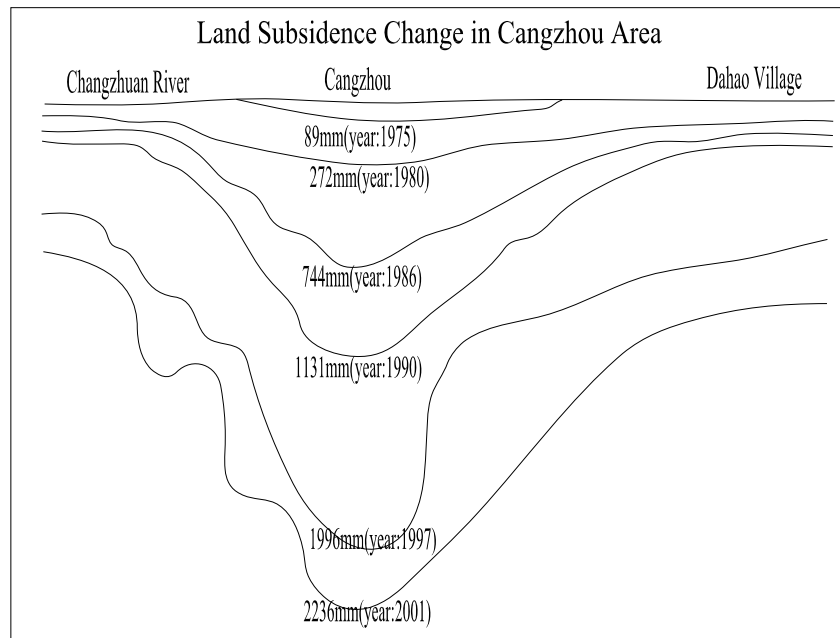 Land Subsidence Change in Cangzhou Area
Changzhuan River
Cangzhou
Dahao Village
89mm(year:1975)
272mm(year:1980)
744mm(year:1986)
1131mm(year:1990)
1996mm(year:1997)
2236mm(year:2001)